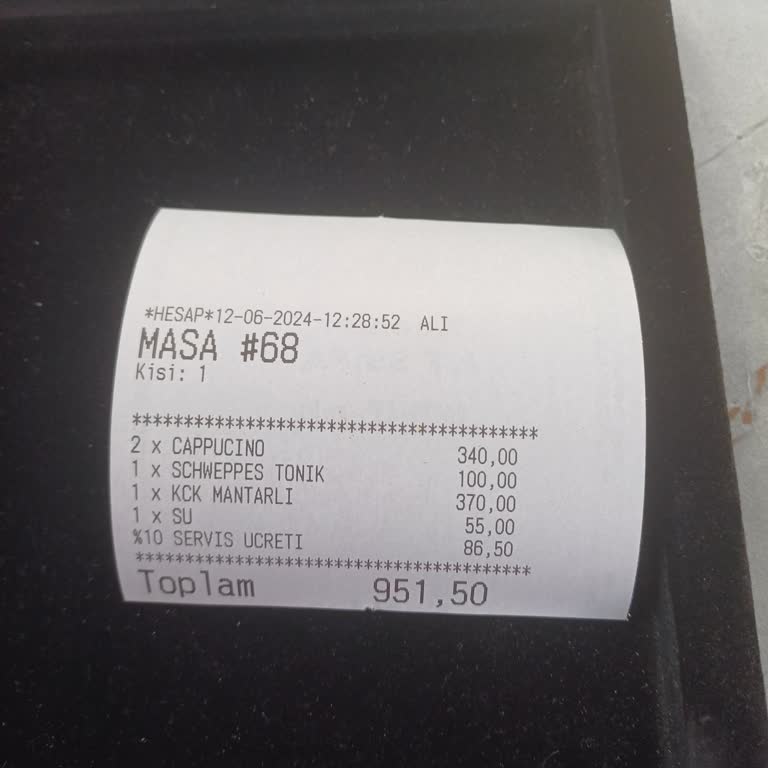 *HESAP*12-06-2024-12:28:52 ALI
MASA #68
Kisi: 1
***************************************
2 x CAPPUCINO 340,00
1 x SCHWEPPES TONIK 100,00
1 x KCK MANTARLI 370,00
1 x SU 55,00
%10 SERVIS UCRETI 86,50
***************************************
Toplam 951,50